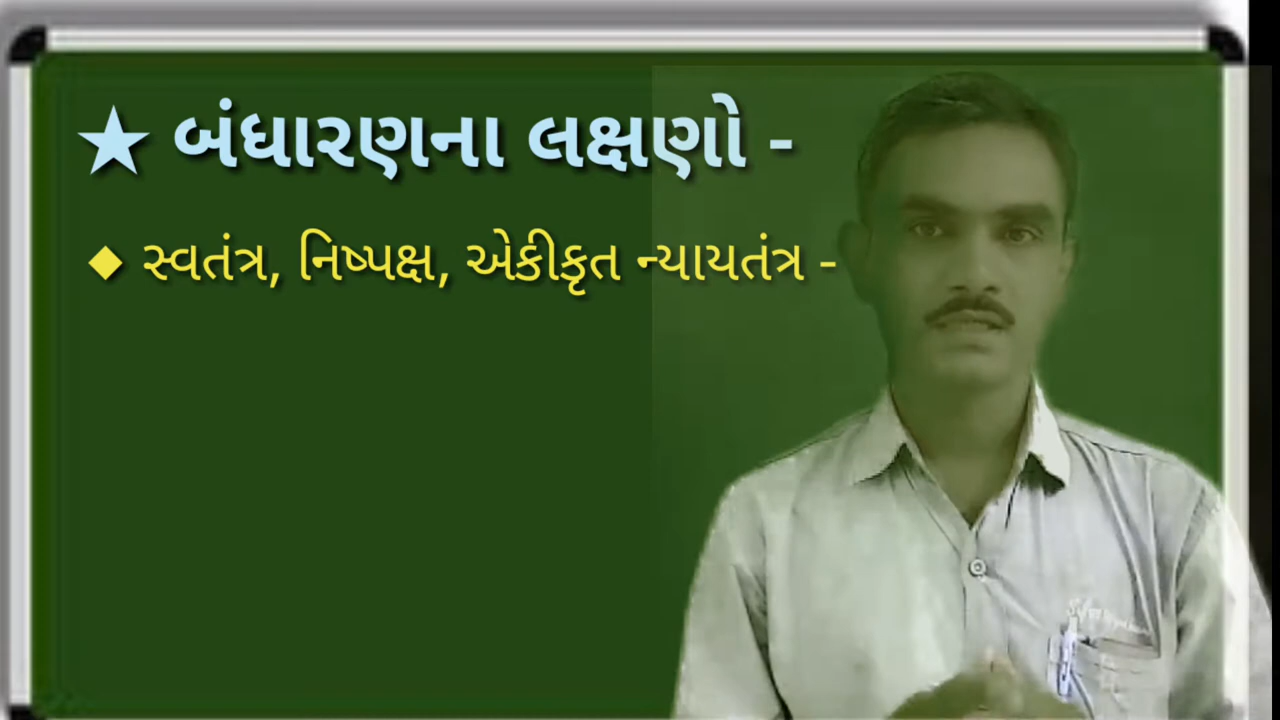 ★ બંધારણના લક્ષણો -
◆ સ્વતંત્ર, નિષ્પક્ષ, એકીકૃત ન્યાયતંત્ર -